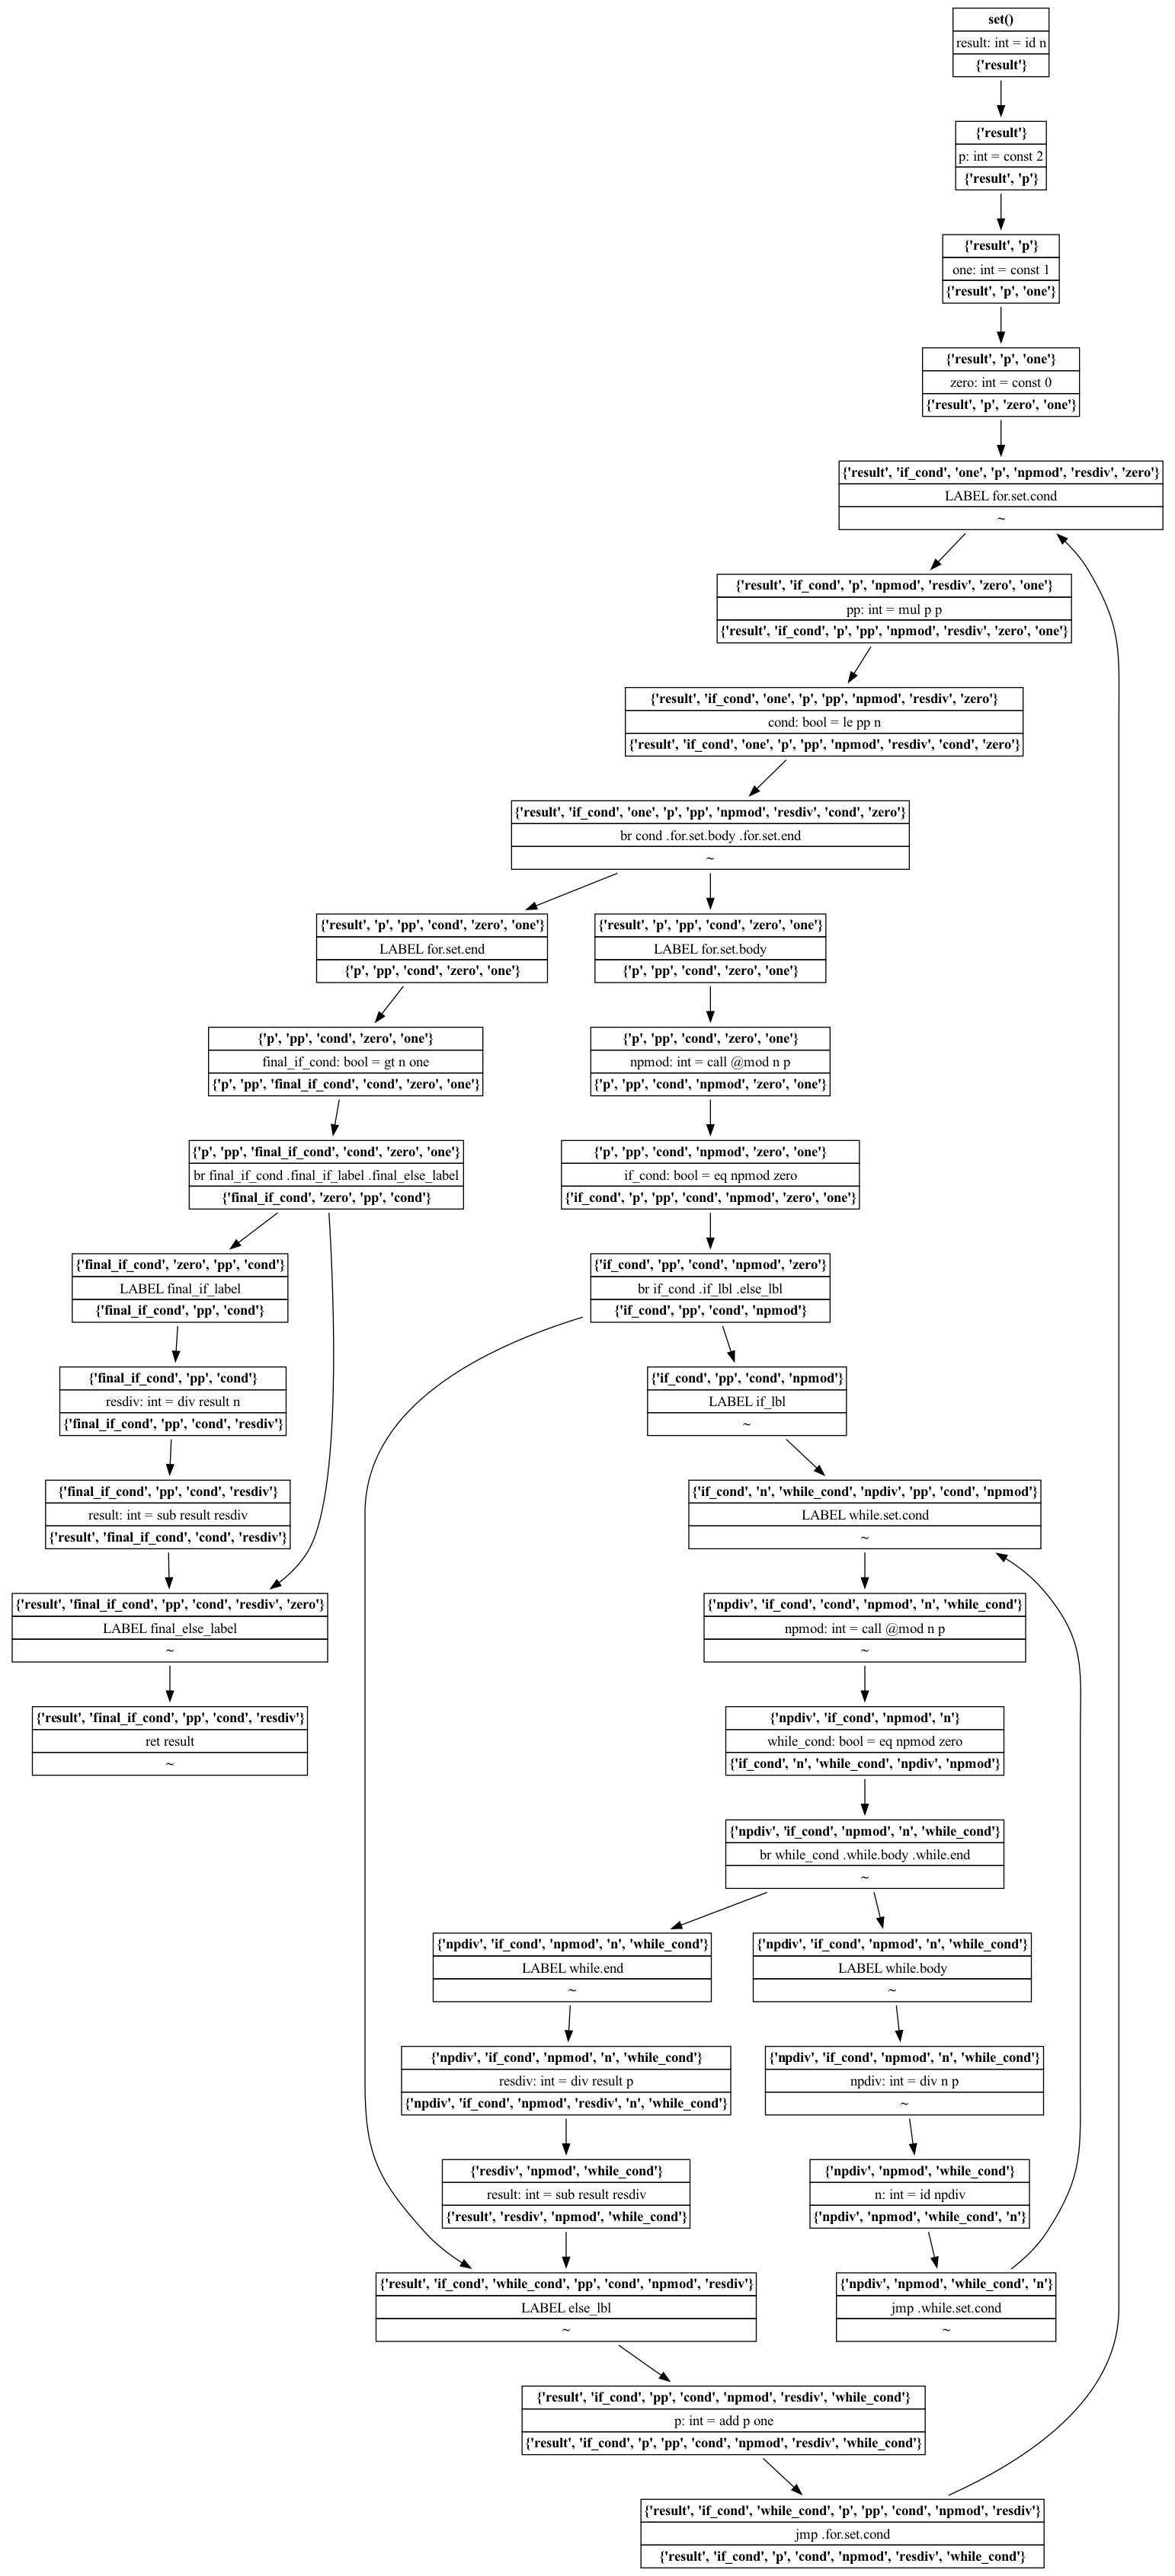 set()
result: int = id n
{'result'}
{'result'}
p: int = const 2
{'result', 'p'}
{'result', 'p'}
one: int = const 1
{'result', 'p', 'one'}
{'result', 'p', 'one'}
zero: int = const 0
{'result', 'p', 'zero', 'one'}
{'result', 'if_cond', 'one', 'p', 'npmod', 'resdiv', 'zero'}
LABEL for.set.cond
~
{'result', 'if_cond', 'p', 'npmod', 'resdiv', 'zero', 'one'}
pp: int = mul p p
{'result', 'if_cond', 'p', 'pp', 'npmod', 'resdiv', 'zero', 'one'}
{'result', 'if_cond', 'one', 'p', 'pp', 'npmod', 'resdiv', 'zero'}
cond: bool = le pp n
{'result', 'if_cond', 'one', 'p', 'pp', 'npmod', 'resdiv', 'cond', 'zero'}
{'result', 'if_cond', 'one', 'p', 'pp', 'npmod', 'resdiv', 'cond', 'zero'}
br cond .for.set.body .for.set.end
~
{'result', 'p', 'pp', 'cond', 'zero', 'one'}
LABEL for.set.end
{'p', 'pp', 'cond', 'zero', 'one'}
{'result', 'p', 'pp', 'cond', 'zero', 'one'}
LABEL for.set.body
{'p', 'pp', 'cond', 'zero', 'one'}
{'p', 'pp', 'cond', 'zero', 'one'}
final_if_cond: bool = gt n one
{'p', 'pp', 'final_if_cond', 'cond', 'zero', 'one'}
{'p', 'pp', 'cond', 'zero', 'one'}
npmod: int = call @mod n p
{'p', 'pp', 'cond', 'npmod', 'zero', 'one'}
{'p', 'pp', 'final_if_cond', 'cond', 'zero', 'one'}
br final_if_cond .final_if_label .final_else_label
{'final_if_cond', 'zero', 'pp', 'cond'}
{'p', 'pp', 'cond', 'npmod', 'zero', 'one'}
if_cond: bool = eq npmod zero
{'if_cond', 'p', 'pp', 'cond', 'npmod', 'zero', 'one'}
{'final_if_cond', 'zero', 'pp', 'cond'}
LABEL final_if_label
{'final_if_cond', 'pp', 'cond'}
{'if_cond', 'pp', 'cond', 'npmod', 'zero'}
br if_cond .if_lbl .else_lbl
{'if_cond', 'pp', 'cond', 'npmod'}
{'final_if_cond', 'pp', 'cond'}
resdiv: int = div result n
{'final_if_cond', 'pp', 'cond', 'resdiv'}
{'if_cond', 'pp', 'cond', 'npmod'}
LABEL if_lbl
~
{'final_if_cond', 'pp', 'cond', 'resdiv'}
result: int = sub result resdiv
{'result', 'final_if_cond', 'cond', 'resdiv'}
{'if_cond', 'n', 'while_cond', 'npdiv', 'pp', 'cond', 'npmod'}
LABEL while.set.cond
~
{'result', 'final_if_cond', 'pp', 'cond', 'resdiv', 'zero'}
LABEL final_else_label
~
{'npdiv', 'if_cond', 'cond', 'npmod', 'n', 'while_cond'}
npmod: int = call @mod n p
~
{'result', 'final_if_cond', 'pp', 'cond', 'resdiv'}
ret result
~
{'npdiv', 'if_cond', 'npmod', 'n'}
while_cond: bool = eq npmod zero
{'if_cond', 'n', 'while_cond', 'npdiv', 'npmod'}
{'npdiv', 'if_cond', 'npmod', 'n', 'while_cond'}
br while_cond .while.body .while.end
~
{'npdiv', 'if_cond', 'npmod', 'n', 'while_cond'}
LABEL while.end
~
{'npdiv', 'if_cond', 'npmod', 'n', 'while_cond'}
LABEL while.body
~
{'npdiv', 'if_cond', 'npmod', 'n', 'while_cond'}
resdiv: int = div result p
{'npdiv', 'if_cond', 'npmod', 'resdiv', 'n', 'while_cond'}
{'npdiv', 'if_cond', 'npmod', 'n', 'while_cond'}
npdiv: int = div n p
~
{'resdiv', 'npmod', 'while_cond'}
result: int = sub result resdiv
{'result', 'resdiv', 'npmod', 'while_cond'}
{'npdiv', 'npmod', 'while_cond'}
n: int = id npdiv
{'npdiv', 'npmod', 'while_cond', 'n'}
{'result', 'if_cond', 'while_cond', 'pp', 'cond', 'npmod', 'resdiv'}
LABEL else_lbl
~
{'npdiv', 'npmod', 'while_cond', 'n'}
jmp .while.set.cond
~
{'result', 'if_cond', 'pp', 'cond', 'npmod', 'resdiv', 'while_cond'}
p: int = add p one
{'result', 'if_cond', 'p', 'pp', 'cond', 'npmod', 'resdiv', 'while_cond'}
{'result', 'if_cond', 'while_cond', 'p', 'pp', 'cond', 'npmod', 'resdiv'}
jmp .for.set.cond
{'result', 'if_cond', 'p', 'cond', 'npmod', 'resdiv', 'while_cond'}